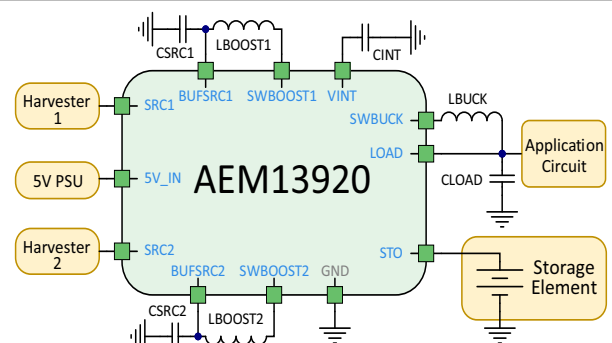 CSRC1
LBOOST1
CINT
BUFSRC1
SWBOOST1
VINT
Harvester
1
SRC1
LBUCK
SWBUCK
LOAD
Application
Circuit
CLOAD
5V PSU
5V_IN
AEM13920
Harvester
2
SRC2
STO
Storage
Element
BUFSRC2
SWBOOST2
GND
CSRC2
LBOOST2